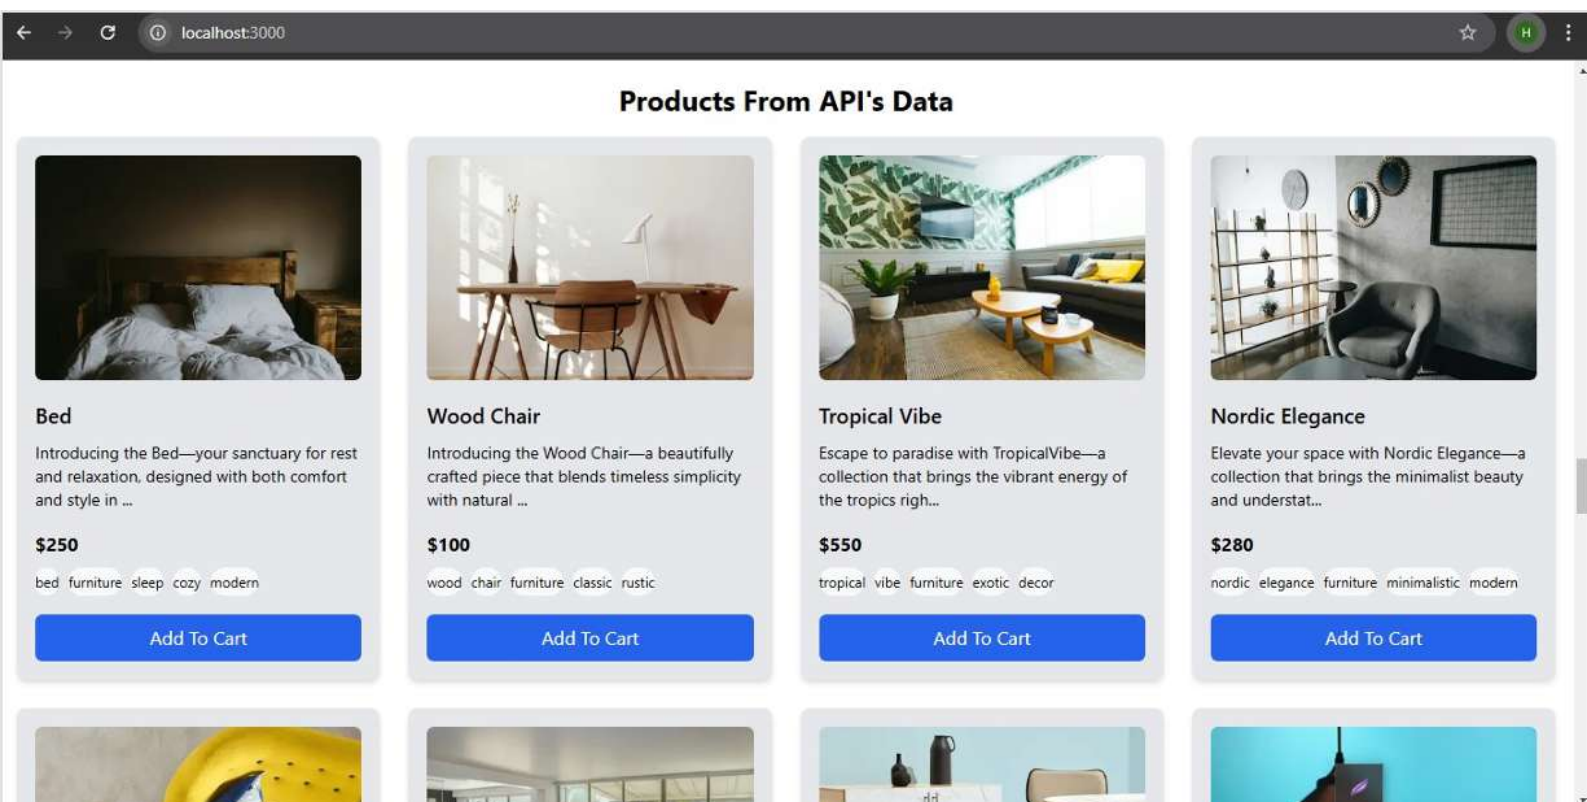 localhost:3000
H
Products From API's Data
Bed
Introducing the Bed—your sanctuary for rest
and relaxation, designed with both comfort
and style in ...
$250
bed furniture sleep cozy modern
Add To Cart
Wood Chair
Introducing the Wood Chair—a beautifully
crafted piece that blends timeless simplicity
with natural ...
$100
wood chair furniture classic rustic
Add To Cart
Tropical Vibe
Escape to paradise with TropicalVibe—a
collection that brings the vibrant energy of
the tropics righ...
$550
tropical vibe furniture exotic decor
Add To Cart
Nordic Elegance
Elevate your space with Nordic Elegance—a
collection that brings the minimalist beauty
and understat...
$280
nordic elegance furniture minimalistic modern
Add To Cart